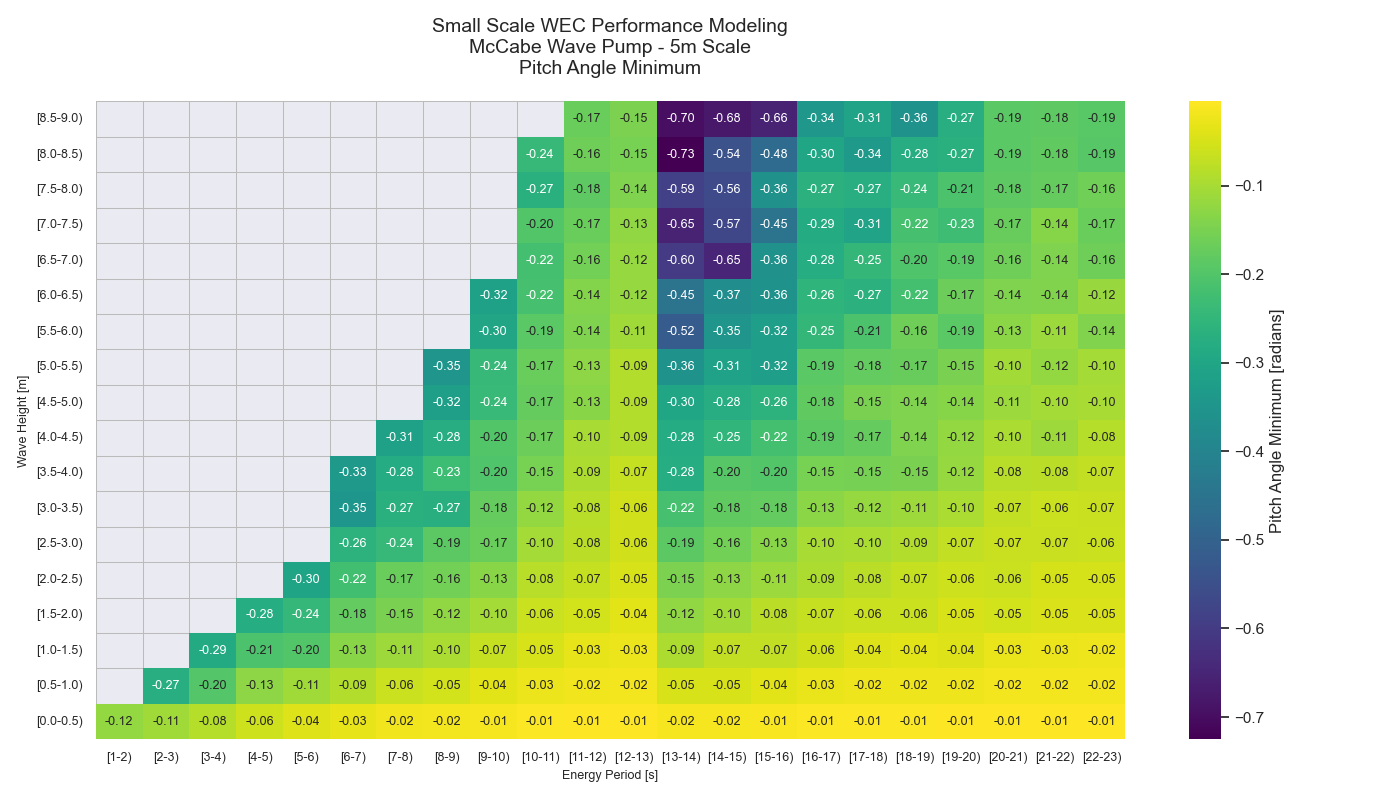 Small Scale WEC Performance Modeling
McCabe Wave Pump - 5m Scale
Pitch Angle Minimum
Wave Height [m]
[8.5-9.0) -0.17 -0.15 -0.70 -0.68 -0.66 -0.34 -0.31 -0.36 -0.27 -0.19 -0.18 -0.19
[8.0-8.5) -0.24 -0.16 -0.15 -0.73 -0.54 -0.48 -0.30 -0.34 -0.28 -0.27 -0.19 -0.18 -0.19
[7.5-8.0) -0.27 -0.18 -0.14 -0.59 -0.56 -0.36 -0.27 -0.27 -0.24 -0.21 -0.18 -0.17 -0.16
[7.0-7.5) -0.20 -0.17 -0.13 -0.65 -0.57 -0.45 -0.29 -0.31 -0.22 -0.23 -0.17 -0.14 -0.17
[6.5-7.0) -0.22 -0.16 -0.12 -0.60 -0.65 -0.36 -0.28 -0.25 -0.20 -0.19 -0.16 -0.14 -0.16
[6.0-6.5) -0.32 -0.22 -0.14 -0.12 -0.45 -0.37 -0.36 -0.26 -0.27 -0.22 -0.17 -0.14 -0.14 -0.12
[5.5-6.0) -0.30 -0.19 -0.14 -0.11 -0.52 -0.35 -0.32 -0.25 -0.21 -0.16 -0.19 -0.13 -0.11 -0.14
[5.0-5.5) -0.35 -0.24 -0.17 -0.13 -0.09 -0.36 -0.31 -0.32 -0.19 -0.18 -0.17 -0.15 -0.10 -0.12 -0.10
[4.5-5.0) -0.32 -0.24 -0.17 -0.13 -0.09 -0.30 -0.28 -0.26 -0.18 -0.15 -0.14 -0.14 -0.11 -0.10 -0.10
[4.0-4.5) -0.31 -0.28 -0.20 -0.17 -0.10 -0.09 -0.28 -0.25 -0.22 -0.19 -0.17 -0.14 -0.12 -0.10 -0.11 -0.08
[3.5-4.0) -0.33 -0.28 -0.23 -0.20 -0.15 -0.09 -0.07 -0.28 -0.20 -0.20 -0.15 -0.15 -0.15 -0.12 -0.08 -0.08 -0.07
[3.0-3.5) -0.35 -0.27 -0.27 -0.18 -0.12 -0.08 -0.06 -0.22 -0.18 -0.18 -0.13 -0.12 -0.11 -0.10 -0.07 -0.06 -0.07
[2.5-3.0) -0.26 -0.24 -0.19 -0.17 -0.10 -0.08 -0.06 -0.19 -0.16 -0.13 -0.10 -0.10 -0.09 -0.07 -0.07 -0.07 -0.06
[2.0-2.5) -0.30 -0.22 -0.17 -0.16 -0.13 -0.08 -0.07 -0.05 -0.15 -0.13 -0.11 -0.09 -0.08 -0.07 -0.06 -0.06 -0.05 -0.05
[1.5-2.0) -0.28 -0.24 -0.18 -0.15 -0.12 -0.10 -0.06 -0.05 -0.04 -0.12 -0.10 -0.08 -0.07 -0.06 -0.06 -0.05 -0.05 -0.05 -0.05
[1.0-1.5) -0.29 -0.21 -0.20 -0.13 -0.11 -0.10 -0.07 -0.05 -0.03 -0.03 -0.09 -0.07 -0.07 -0.06 -0.04 -0.04 -0.04 -0.03 -0.03 -0.02
[0.5-1.0) -0.27 -0.20 -0.13 -0.11 -0.09 -0.06 -0.05 -0.04 -0.03 -0.02 -0.02 -0.05 -0.05 -0.04 -0.03 -0.02 -0.02 -0.02 -0.02 -0.02 -0.02
[0.0-0.5) -0.12 -0.11 -0.08 -0.06 -0.04 -0.03 -0.02 -0.02 -0.01 -0.01 -0.01 -0.01 -0.02 -0.02 -0.01 -0.01 -0.01 -0.01 -0.01 -0.01 -0.01 -0.01
[1-2) [2-3) [3-4) [4-5) [5-6) [6-7) [7-8) [8-9) [9-10) [10-11) [11-12) [12-13) [13-14) [14-15) [15-16) [16-17) [17-18) [18-19) [19-20) [20-21) [21-22) [22-23)
Energy Period [s]
−0.1
−0.2
−0.3
−0.4
−0.5
−0.6
−0.7
Pitch Angle Minimum [radians]